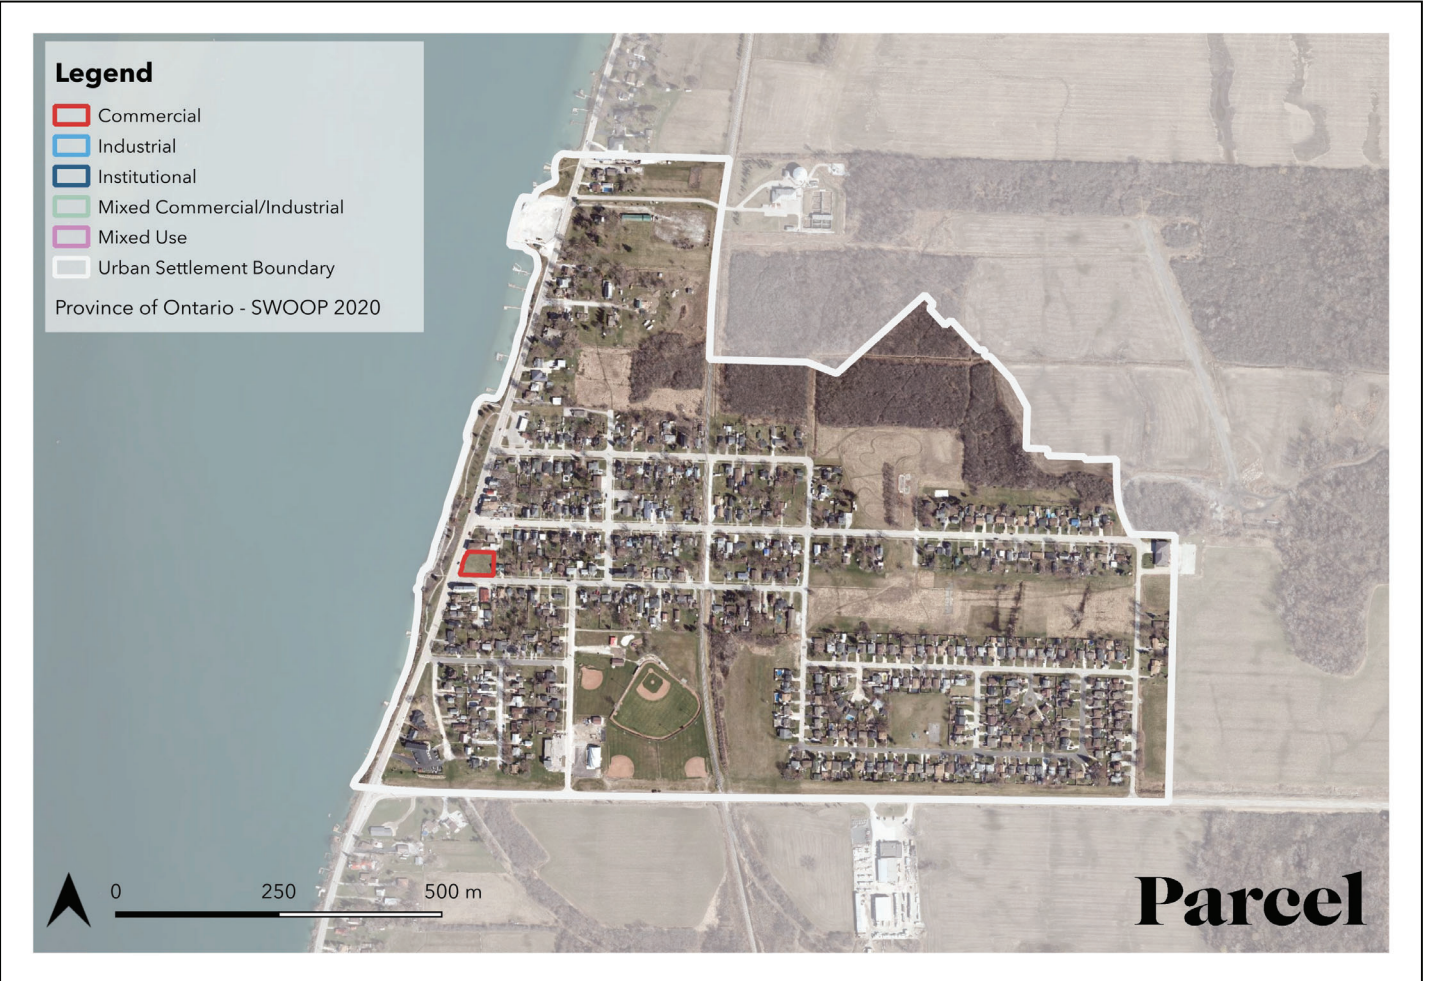 Legend
Commercial
Industrial
Institutional
Mixed Commercial/Industrial
Mixed Use
Urban Settlement Boundary
Province of Ontario - SWOOP 2020
0 250 500 m
Parcel